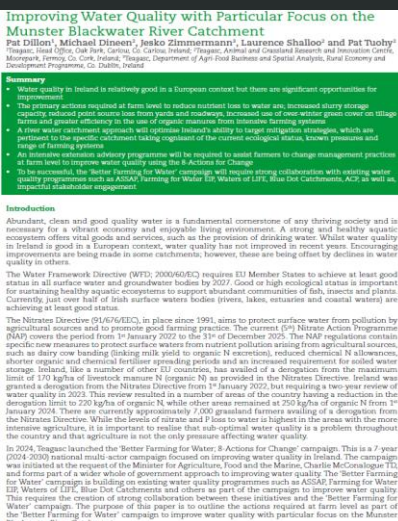 Improving Water Quality with Particular Focus on the
Munster Blackwater River Catchment
Pat Dillon¹, Michael Dineen², Jesko Zimmermann³, Laurence Shalloo² and Pat Tuohy²
¹Teagasc, Head Office, Oak Park, Carlow, Co. Carlow, Ireland; ²Teagasc, Animal and Grassland Research and Innovation Centre,
Moorepark, Fermoy, Co. Cork, Ireland; ³Teagasc, Department of Agri-Food Business and Spatial Analysis, Rural Economy and
Development Programme, Co. Dublin, Ireland
Summary
• Water quality in Ireland is relatively good in a European context but there are significant opportunities for
improvement
• The primary actions required at farm level to reduce nutrient loss to water are; increased slurry storage
capacity, reduced point source loss from yards and roadways, increased use of over-winter green cover on tillage
farms and greater efficiency in the use of organic manures from intensive farming systems
• A river water catchment approach will optimise Ireland's ability to target mitigation strategies, which are
pertinent to the specific catchment taking cognisant of the current ecological status, known pressures and
range of farming systems
• An intensive extension advisory programme will be required to assist farmers to change management practices
at farm level to improve water quality using the 8-Actions for Change
• To be successful, the 'Better Farming for Water' campaign will require strong collaboration with existing water
quality programmes such as ASSAP, Farming for Water EIP, Waters of LIFE, Blue Dot Catchments, ACP, as well as,
impactful stakeholder engagement
Introduction
Abundant, clean and good quality water is a fundamental cornerstone of any thriving society and is
necessary for a vibrant economy and enjoyable living environment. A strong and healthy aquatic
ecosystem offers vital goods and services, such as the provision of drinking water. Whilst water quality
in Ireland is good in a European context, water quality has not improved in recent years. Encouraging
improvements are being made in some catchments; however, these are being offset by declines in water
quality in others.
The Water Framework Directive (WFD; 2000/60/EC) requires EU Member States to achieve at least good
status in all surface water and groundwater bodies by 2027. Good or high ecological status is important
for sustaining healthy aquatic ecosystems to support abundant communities of fish, insects and plants.
Currently, just over half of Irish surface waters bodies (rivers, lakes, estuaries and coastal waters) are
achieving at least good status.
The Nitrates Directive (91/676/EEC), in place since 1991, aims to protect surface water from pollution by
agricultural sources and to promote good farming practice. The current (5ᵗʰ) Nitrate Action Programme
(NAP) covers the period from 1ˢᵗ January 2022 to the 31ˢᵗ of December 2025. The NAP regulations contain
specific new measures to protect surface waters from nutrient pollution arising from agricultural sources,
such as dairy cow banding (linking milk yield to organic N excretion), reduced chemical N allowances,
shorter organic and chemical fertiliser spreading periods and an increased requirement for soiled water
storage. Ireland, like a number of other EU countries, has availed of a derogation from the maximum
limit of 170 kg/ha of livestock manure N (organic N) as provided in the Nitrates Directive. Ireland was
granted a derogation from the Nitrates Directive from 1ˢᵗ January 2022, but requiring a two-year review of
water quality in 2023. This review resulted in a number of areas of the country having a reduction in the
derogation limit to 220 kg/ha of organic N, while other areas remained at 250 kg/ha of organic N from 1ˢᵗ
January 2024. There are currently approximately 7,000 grassland farmers availing of a derogation from
the Nitrates Directive. While the levels of nitrate and P loss to water is highest in the areas with the more
intensive agriculture, it is important to realise that sub-optimal water quality is a problem throughout
the country and that agriculture is not the only pressure affecting water quality.
In 2024, Teagasc launched the 'Better Farming for Water; 8-Actions for Change' campaign. This is a 7-year
(2024-2030) national multi-actor campaign focused on improving water quality in Ireland. The campaign
was initiated at the request of the Minister for Agriculture, Food and the Marine, Charlie McConalogue TD,
and forms part of a wider whole of government approach to improving water quality. The 'Better Farming
for Water' campaign is building on existing water quality programmes such as ASSAP, Farming for Water
EIP, Waters of LIFE, Blue Dot Catchments and others as part of the campaign to improve water quality.
This requires the creation of strong collaboration between these initiatives and the 'Better Farming for
Water' campaign. The purpose of this paper is to outline the actions required at farm level as part of
the 'Better Farming for Water' campaign to improve water quality with particular focus on the Munster